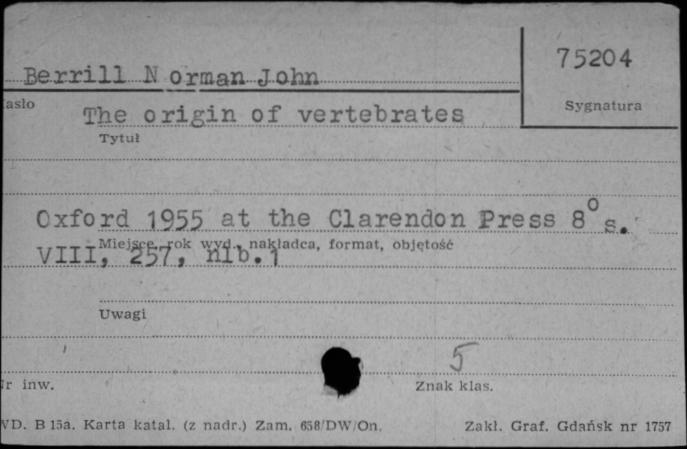 75204
Berrill N orman John
asło
Sygnatura
The origin of vertebrates
Tytuł
Oxford 1955 at the Clarendon Press 8° s.
Miejsce, rok wyd., nakładca, format, objętość
VIII, 257, nlb.1
Uwagi
5
r inw.
Znak klas.
WD. B 15a. Karta katal. (z nadr.) Zam. 658/DW/On.
Zakł. Graf. Gdańsk nr 1757